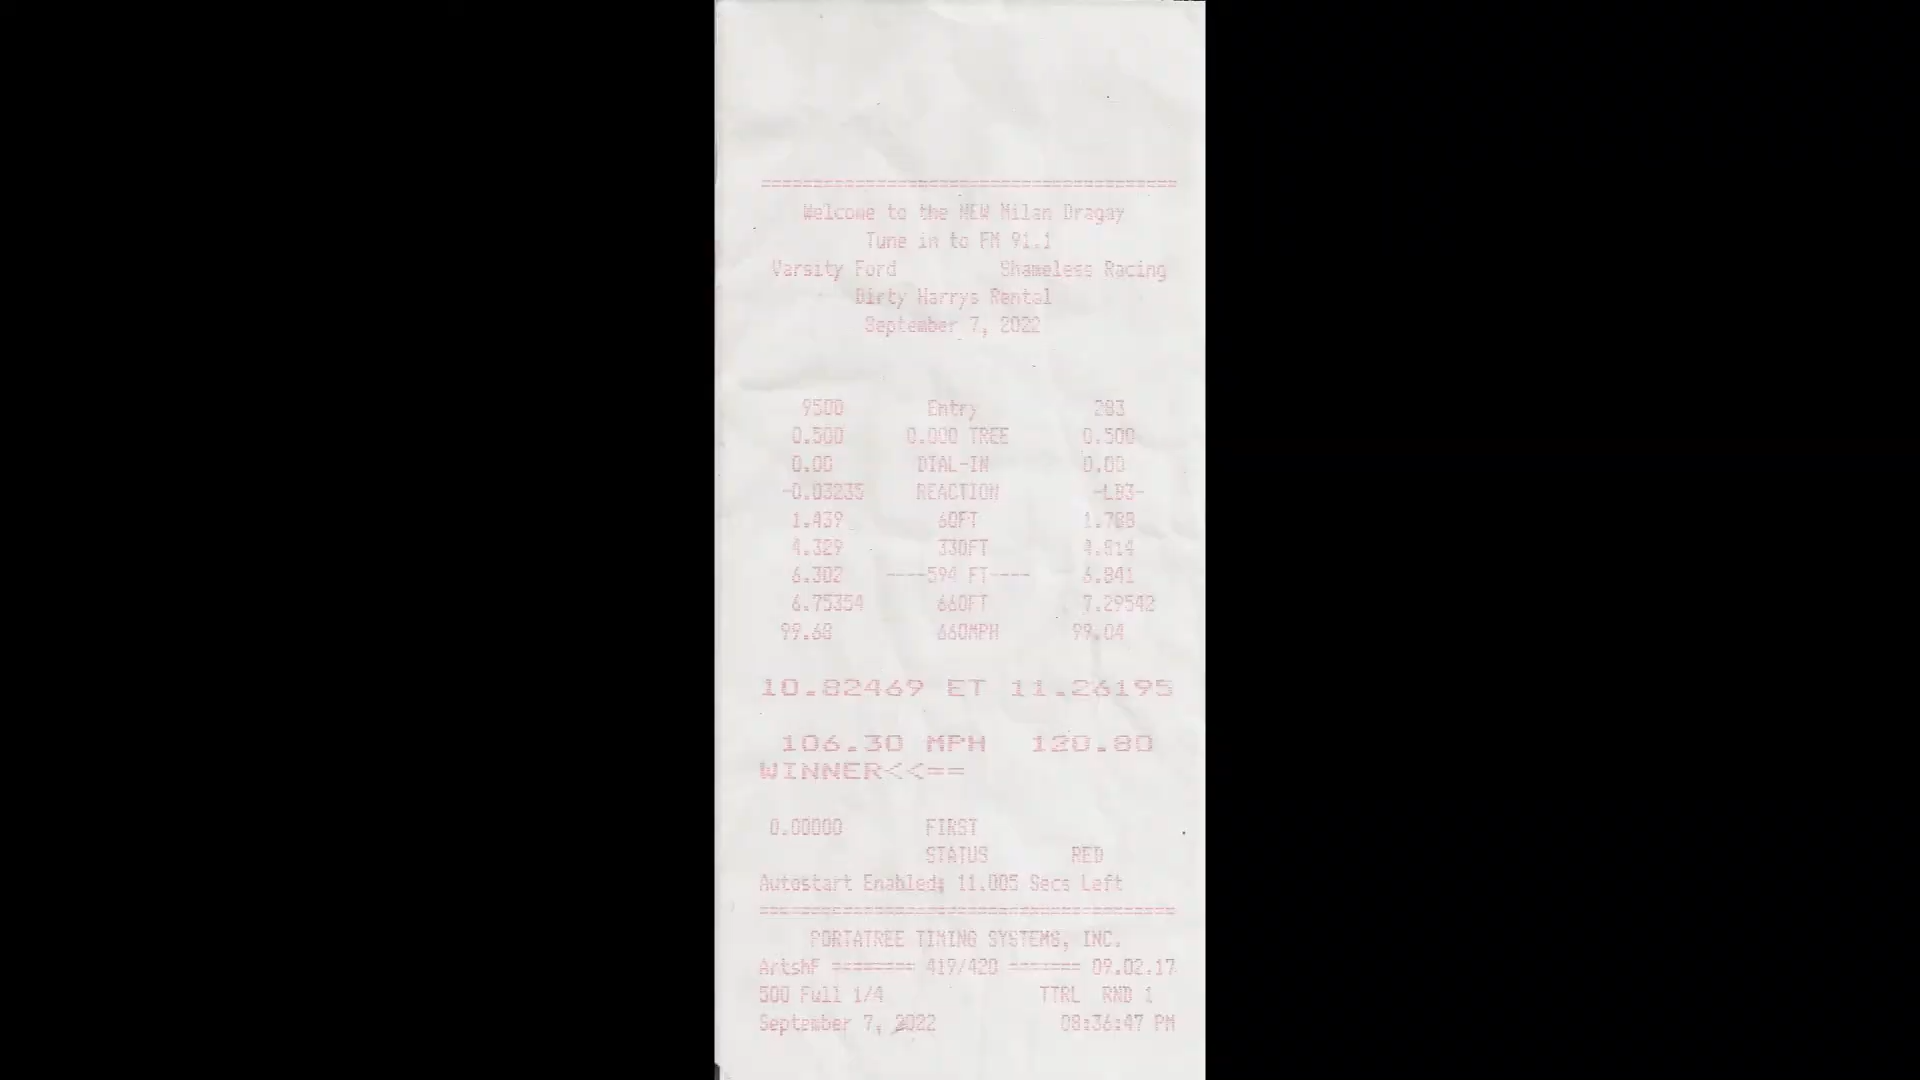 =======================================
Welcome to the NEW Milan Dragay
Tune in to FM 91.1
Varsity Ford Shameless Racing
Dirty Harrys Rental
September 7, 2022
9500 Entry 283
0.500 0.000 TREE 0.500
0.00 DIAL-IN 0.00
-0.03235 REACTION -LB3-
1.439 60FT 1.788
4.329 330FT 4.814
6.302 ----594 FT---- 6.841
6.75354 660FT 7.29542
99.68 660MPH 99.04
10.82469 ET 11.26195
106.30 MPH 120.80
WINNER<<==
0.00000 FIRST
STATUS RED
Autostart Enabled; 11.005 Secs Left
=======================================
PORTATREE TIMING SYSTEMS, INC.
ArtshF ======== 419/420 ======= 09.02.17
500 Full 1/4 TTRL RND 1
September 7, 2022 08:36:47 PM